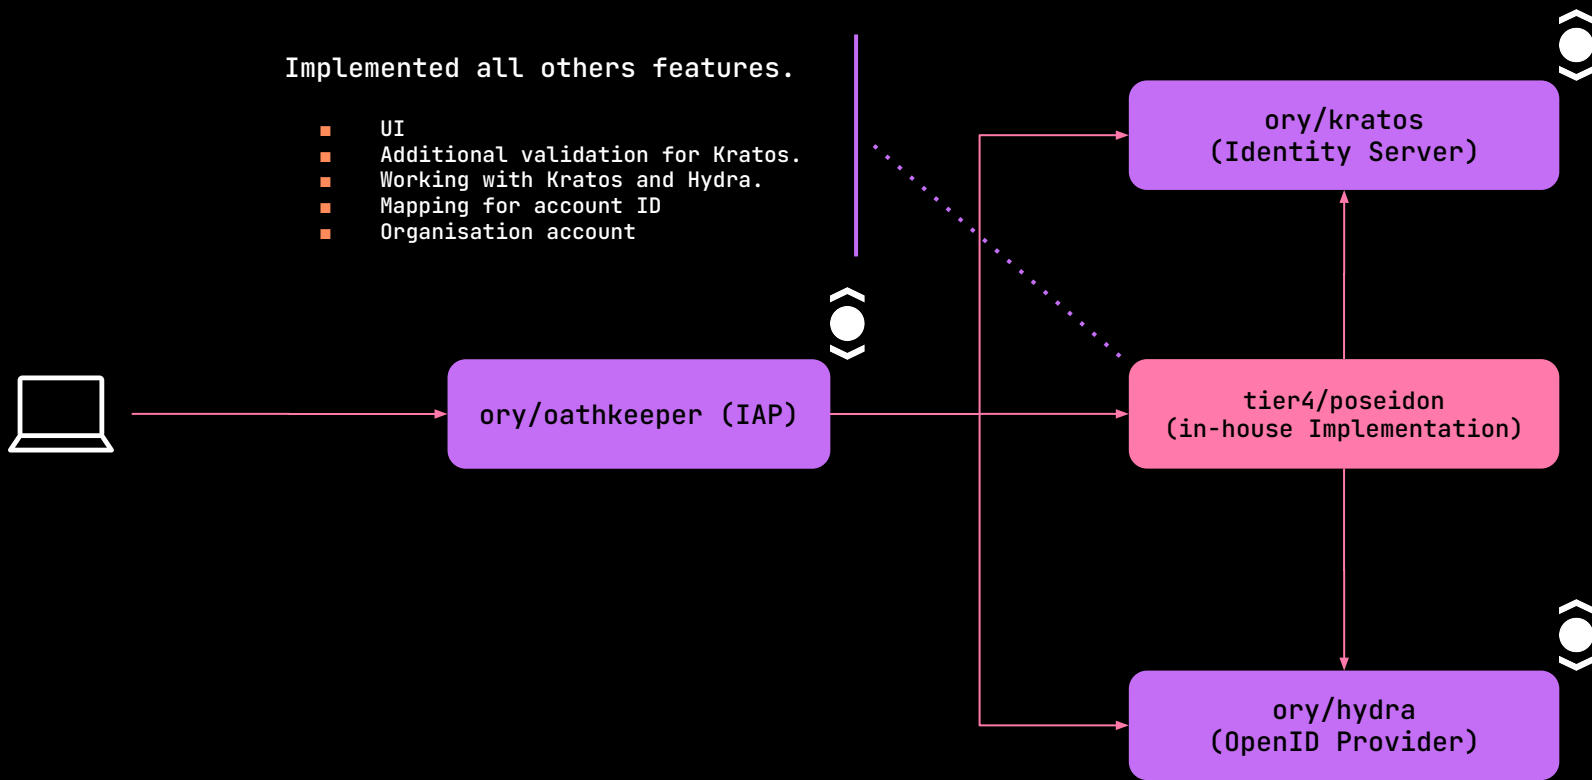 Implemented all others features.
UI
Additional validation for Kratos.
Working with Kratos and Hydra.
Mapping for account ID
Organisation account
ory/kratos
(Identity Server)
ory/oathkeeper (IAP)
tier4/poseidon
(in-house Implementation)
ory/hydra
(OpenID Provider)